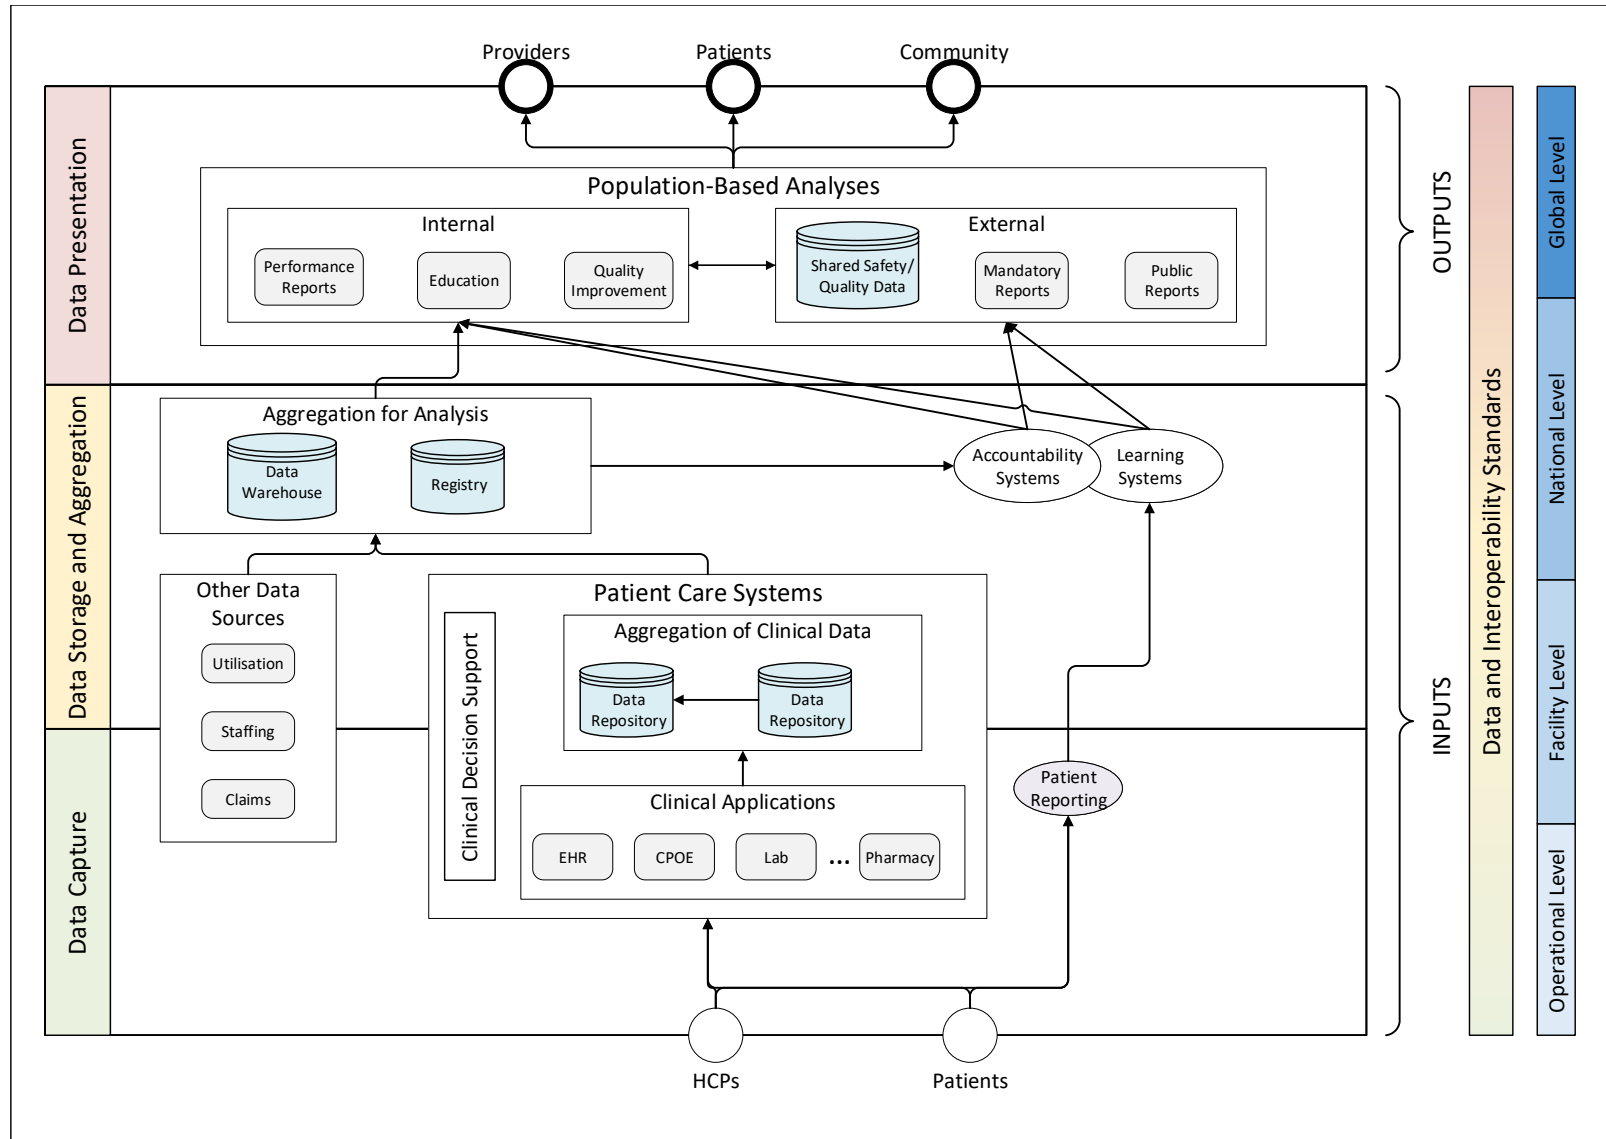 Providers
Patients
Community
Data Presentation
Population-Based Analyses
Internal
Performance
Reports
Education
Quality
Improvement
External
Shared Safety/
Quality Data
Mandatory
Reports
Public
Reports
OUTPUTS
Data Storage and Aggregation
Aggregation for Analysis
Data
Warehouse
Registry
Accountability
Systems
Learning
Systems
Other Data
Sources
Utilisation
Staffing
Claims
Patient Care Systems
Clinical Decision Support
Aggregation of Clinical Data
Data
Repository
Data
Repository
Clinical Applications
EHR
CPOE
Lab
...
Pharmacy
Patient
Reporting
Data Capture
INPUTS
HCPs
Patients
Data and Interoperability Standards
Global Level
National Level
Facility Level
Operational Level